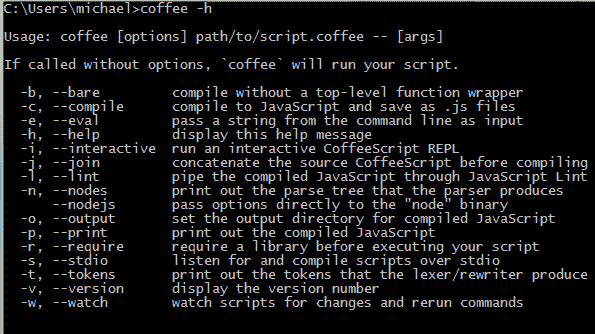 C:\Users\michael>coffee -h
Usage: coffee [options] path/to/script.coffee -- [args]
If called without options, `coffee` will run your script.
-b, --bare compile without a top-level function wrapper
-c, --compile compile to JavaScript and save as .js files
-e, --eval pass a string from the command line as input
-h, --help display this help message
-i, --interactive run an interactive CoffeeScript REPL
-j, --join concatenate the source CoffeeScript before compiling
-l, --lint pipe the compiled JavaScript through JavaScript Lint
-n, --nodes print out the parse tree that the parser produces
--nodejs pass options directly to the "node" binary
-o, --output set the output directory for compiled JavaScript
-p, --print print out the compiled JavaScript
-r, --require require a library before executing your script
-s, --stdio listen for and compile scripts over stdio
-t, --tokens print out the tokens that the lexer/rewriter produce
-v, --version display the version number
-w, --watch watch scripts for changes and rerun commands